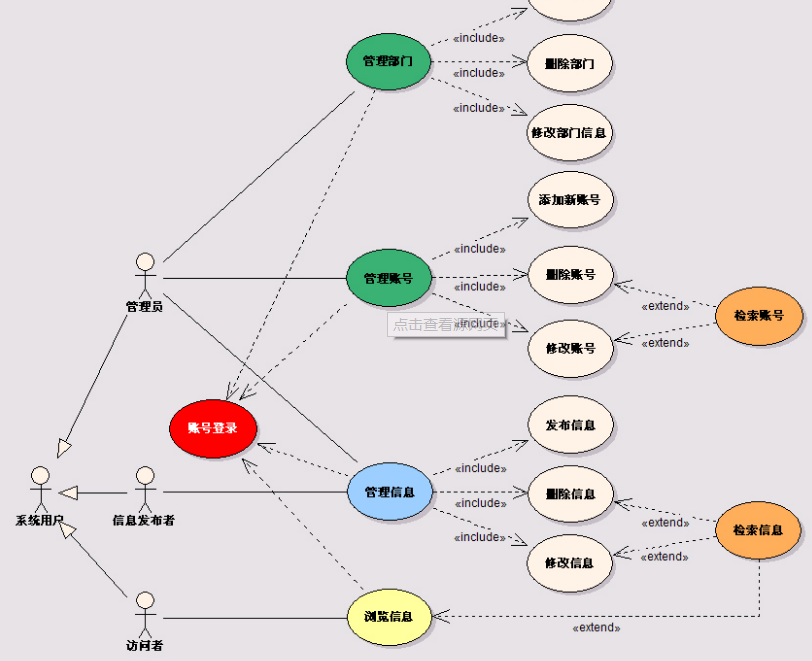 «include»
管理部门
删除部门
«include»
«include»
修改部门信息
添加新账号
«include»
管理账号
删除账号
«include»
管理员
«extend»
检索账号
点击查看源网页
«include»
«extend»
修改账号
账号登录
发布信息
«include»
管理信息
删除信息
«include»
系统用户
信息发布者
«extend»
检索信息
«include»
«extend»
修改信息
浏览信息
«extend»
访问者